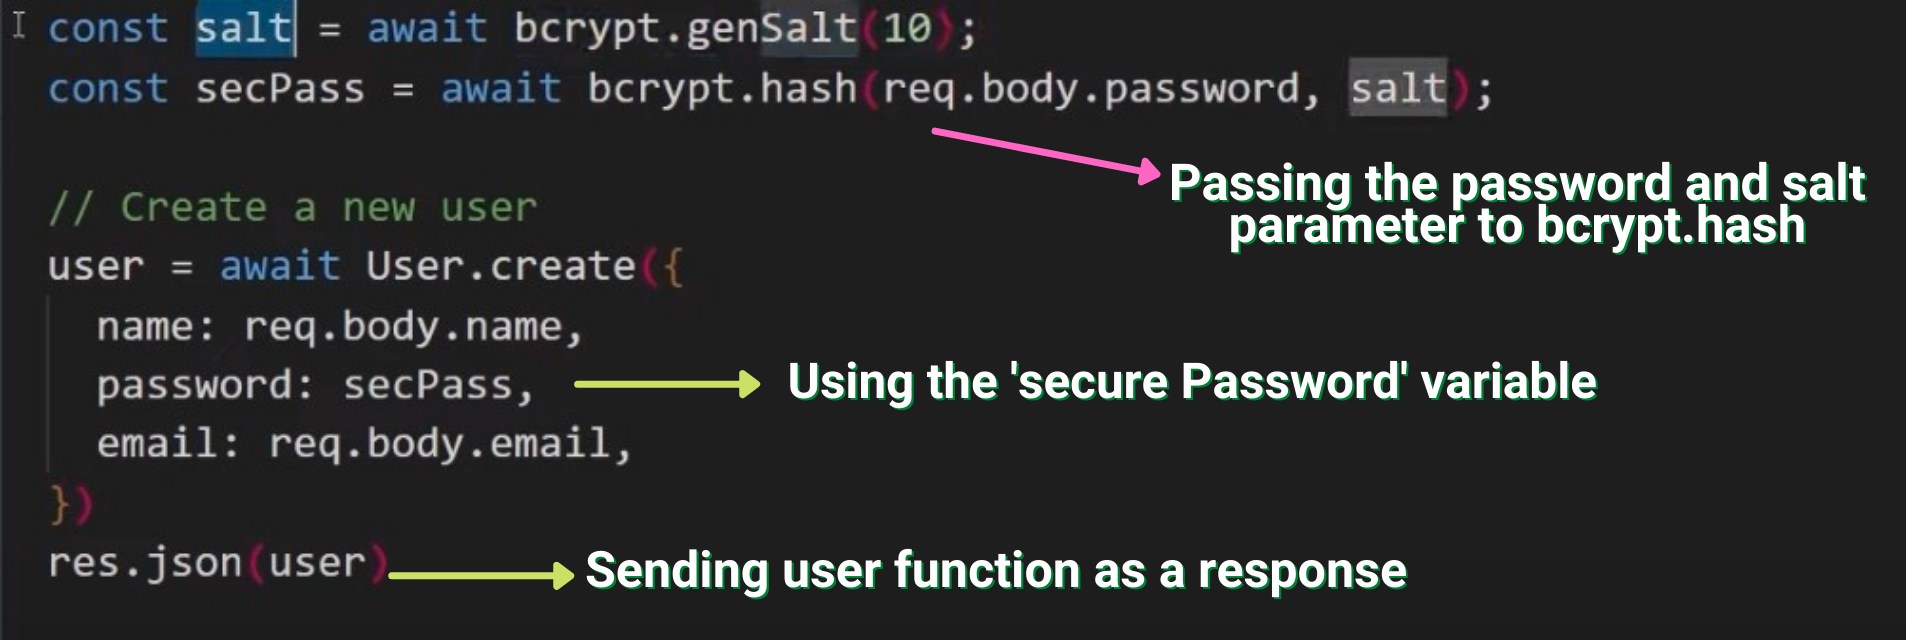 const salt = await bcrypt.genSalt(10);
const secPass = await bcrypt.hash(req.body.password, salt);
Passing the password and salt
parameter to bcrypt.hash
// Create a new user
user = await User.create({
name: req.body.name,
password: secPass,
Using the 'secure Password' variable
email: req.body.email,
})
res.json(user)
Sending user function as a response